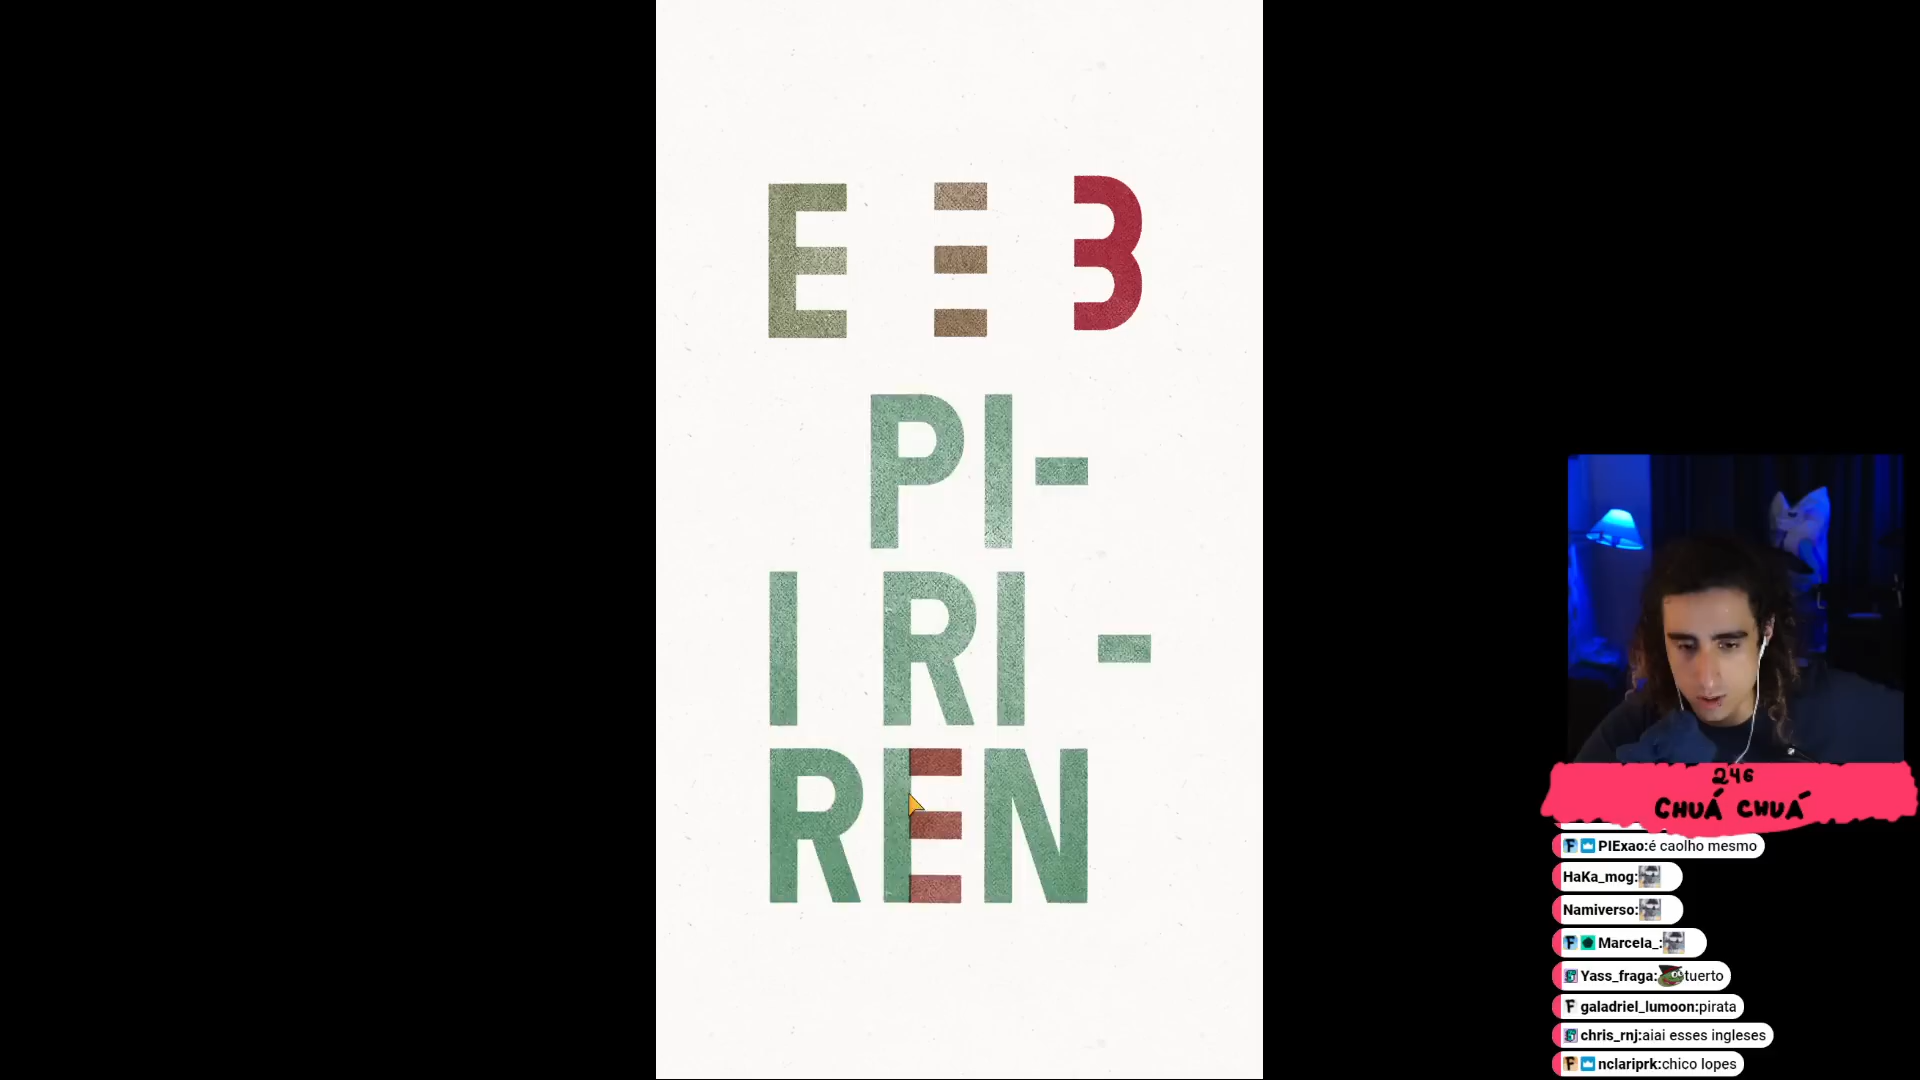 E Ξ 3
PI-
I RI -
REN
246
CHUÁ CHUÁ
PIExao:é caolho mesmo
HaKa_mog:
Namiverso:
Marcela_:
Yass_fraga:tuerto
galadriel_lumoon:pirata
chris_rnj:aiai esses ingleses
nclariprk:chico lopes